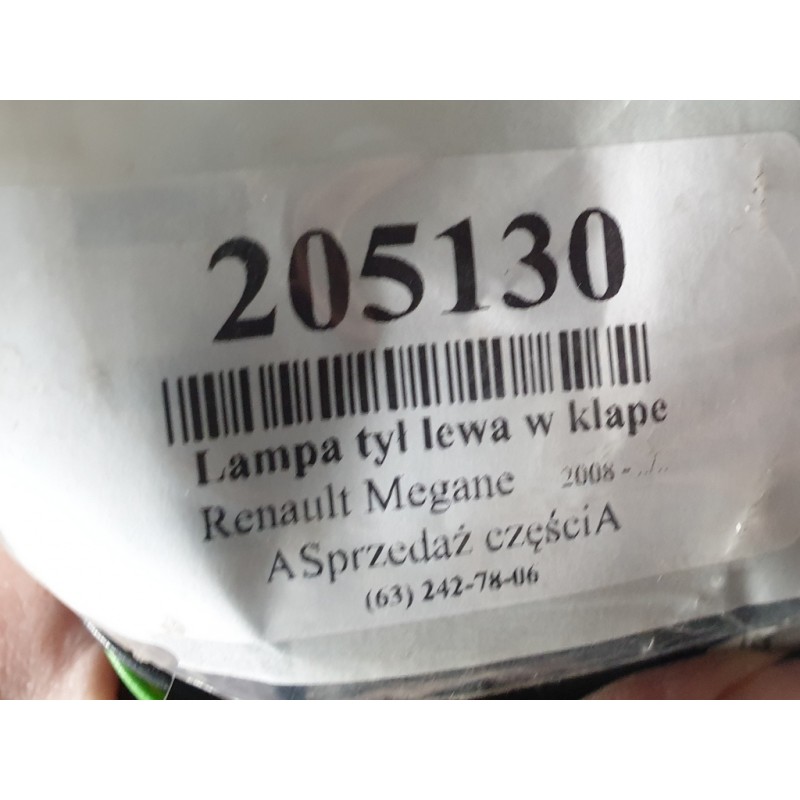 205130
Lampa tył lewa w klape
Renault Megane 2008 - ../..
ASprzedaż częściA
(63) 242-78-06